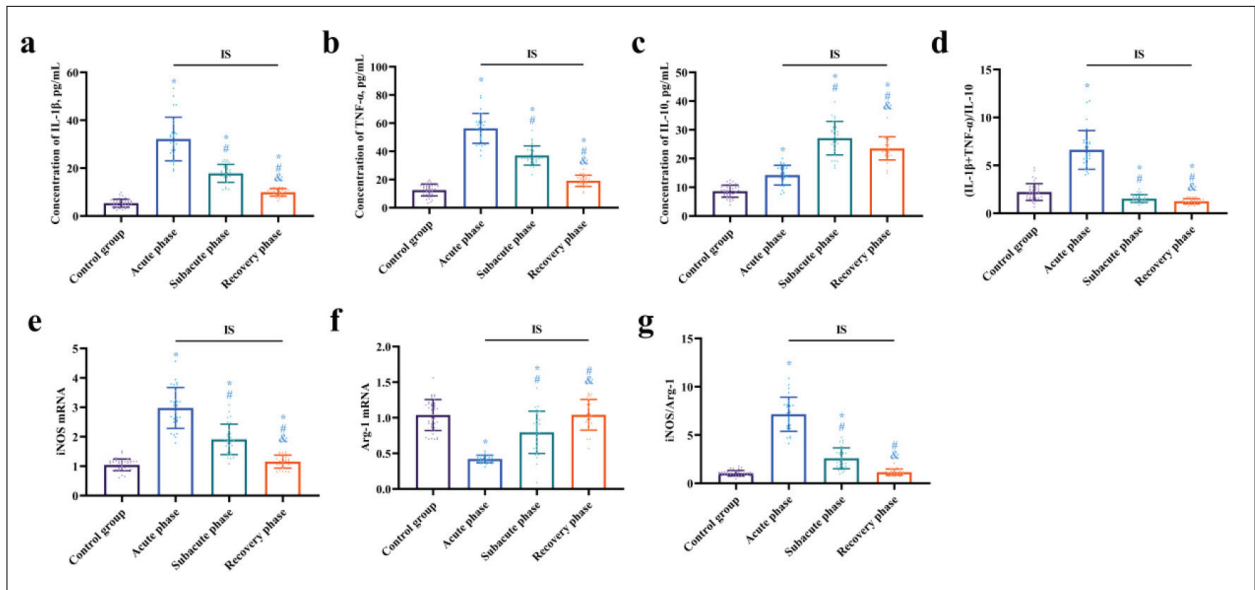 a
IS
Concentration of IL-1β, pg/mL
60
40
20
0
*
*
#
*
#
&
Control group
Acute phase
Subacute phase
Recovery phase
b
IS
Concentration of TNF-α, pg/mL
100
80
60
40
20
0
*
*
#
*
#
&
Control group
Acute phase
Subacute phase
Recovery phase
c
IS
Concentration of IL-10, pg/mL
50
40
30
20
10
0
*
*
#
*
#
&
Control group
Acute phase
Subacute phase
Recovery phase
d
IS
(IL-1β+TNF-α)/IL-10
15
10
5
0
*
*
#
*
#
&
Control group
Acute phase
Subacute phase
Recovery phase
e
IS
iNOS mRNA
5
4
3
2
1
0
*
*
#
*
#
&
Control group
Acute phase
Subacute phase
Recovery phase
f
IS
Arg-1 mRNA
2.0
1.5
1.0
0.5
0.0
*
*
#
#
&
Control group
Acute phase
Subacute phase
Recovery phase
g
IS
iNOS/Arg-1
15
10
5
0
*
*
#
#
&
Control group
Acute phase
Subacute phase
Recovery phase